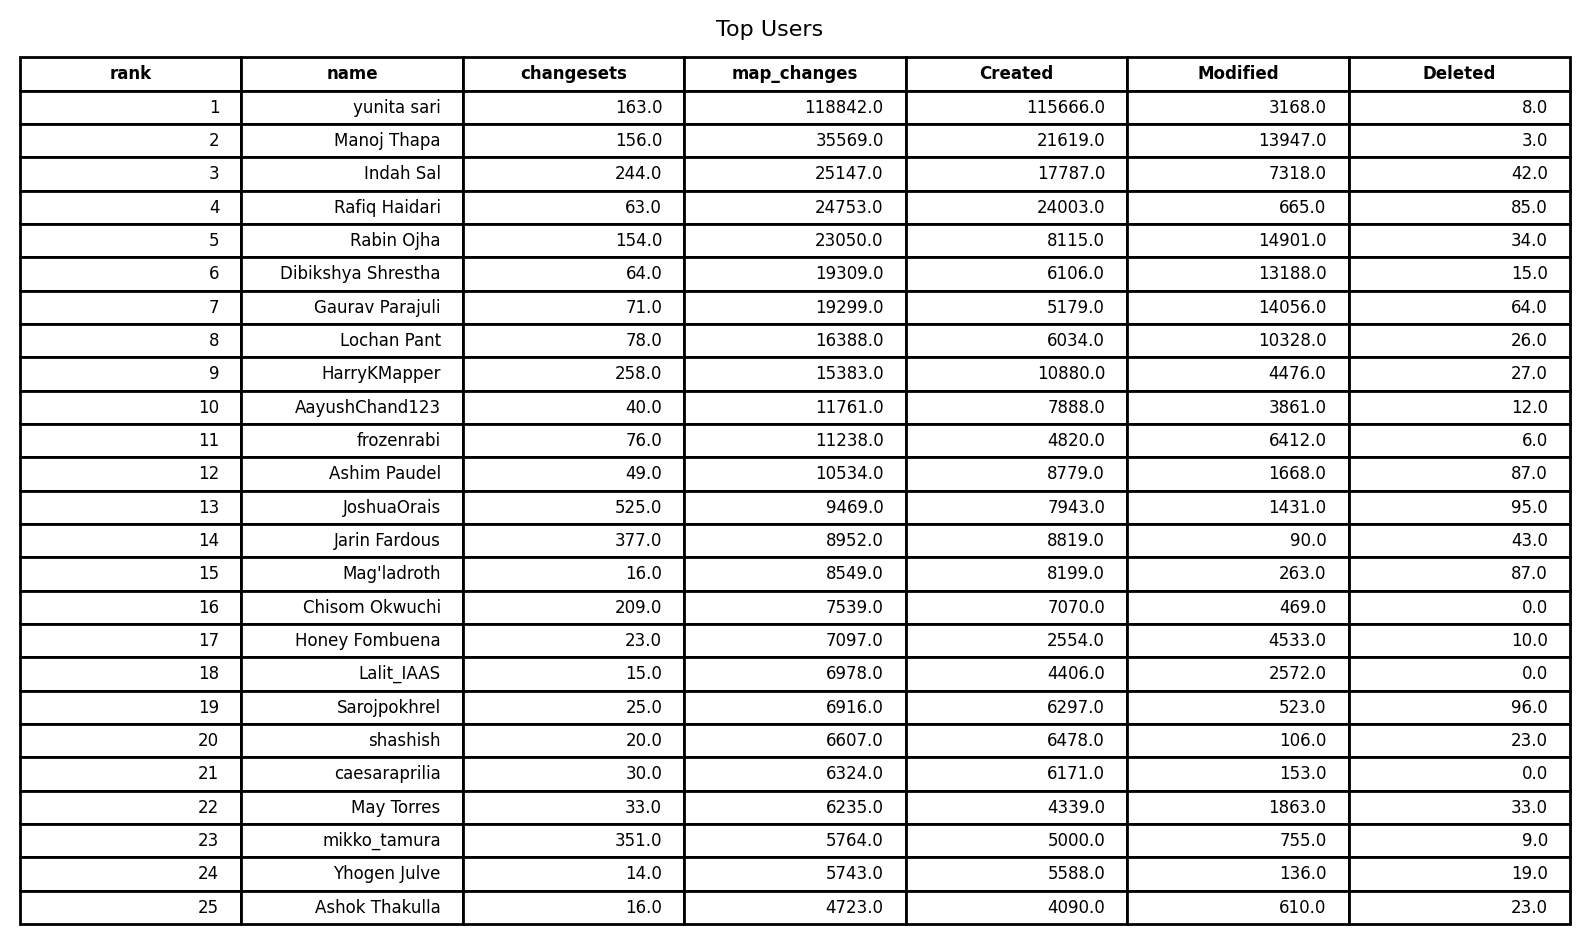 Top Users
rank name changesets map_changes Created Modified Deleted
1 yunita sari 163.0 118842.0 115666.0 3168.0 8.0
2 Manoj Thapa 156.0 35569.0 21619.0 13947.0 3.0
3 Indah Sal 244.0 25147.0 17787.0 7318.0 42.0
4 Rafiq Haidari 63.0 24753.0 24003.0 665.0 85.0
5 Rabin Ojha 154.0 23050.0 8115.0 14901.0 34.0
6 Dibikshya Shrestha 64.0 19309.0 6106.0 13188.0 15.0
7 Gaurav Parajuli 71.0 19299.0 5179.0 14056.0 64.0
8 Lochan Pant 78.0 16388.0 6034.0 10328.0 26.0
9 HarryKMapper 258.0 15383.0 10880.0 4476.0 27.0
10 AayushChand123 40.0 11761.0 7888.0 3861.0 12.0
11 frozenrabi 76.0 11238.0 4820.0 6412.0 6.0
12 Ashim Paudel 49.0 10534.0 8779.0 1668.0 87.0
13 JoshuaOrais 525.0 9469.0 7943.0 1431.0 95.0
14 Jarin Fardous 377.0 8952.0 8819.0 90.0 43.0
15 Mag'ladroth 16.0 8549.0 8199.0 263.0 87.0
16 Chisom Okwuchi 209.0 7539.0 7070.0 469.0 0.0
17 Honey Fombuena 23.0 7097.0 2554.0 4533.0 10.0
18 Lalit_IAAS 15.0 6978.0 4406.0 2572.0 0.0
19 Sarojpokhrel 25.0 6916.0 6297.0 523.0 96.0
20 shashish 20.0 6607.0 6478.0 106.0 23.0
21 caesaraprilia 30.0 6324.0 6171.0 153.0 0.0
22 May Torres 33.0 6235.0 4339.0 1863.0 33.0
23 mikko_tamura 351.0 5764.0 5000.0 755.0 9.0
24 Yhogen Julve 14.0 5743.0 5588.0 136.0 19.0
25 Ashok Thakulla 16.0 4723.0 4090.0 610.0 23.0